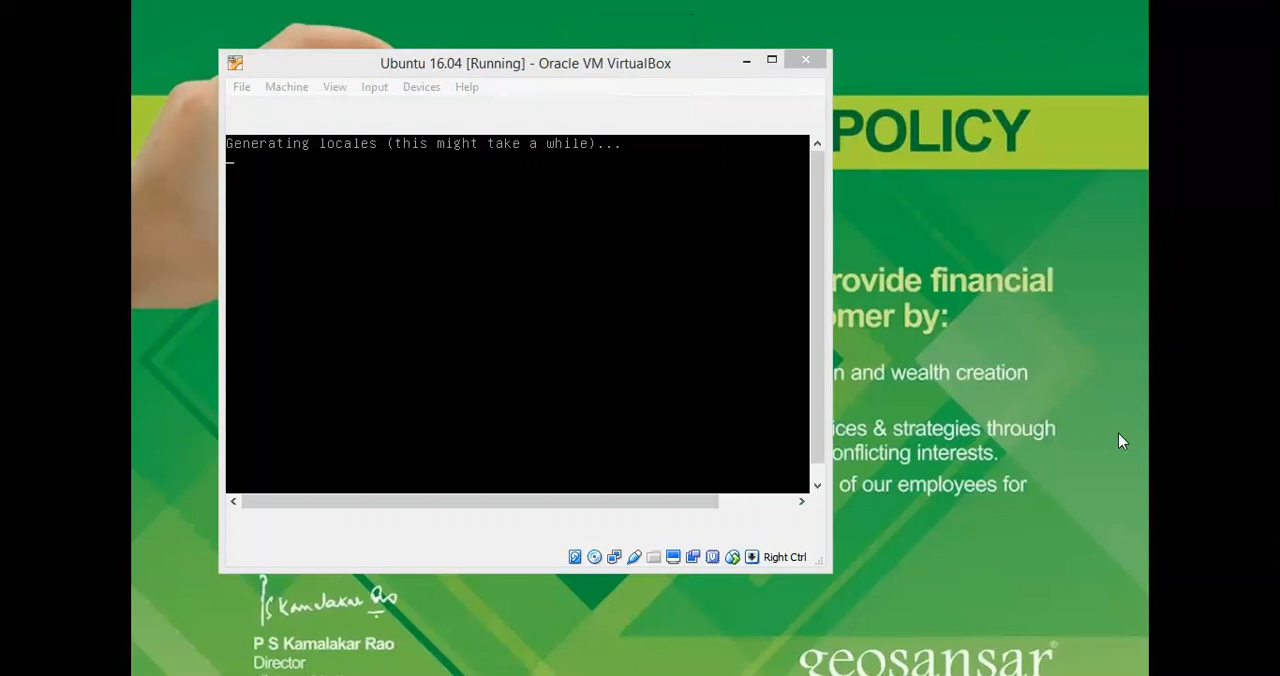 Ubuntu 16.04 [Running] - Oracle VM VirtualBox
File Machine View Input Devices Help
Generating locales (this might take a while)...
Right Ctrl
POLICY
rovide financial
omer by:
n and wealth creation
ices & strategies through
onflicting interests.
of our employees for
P S Kamalakar Rao
Director
geosansar®